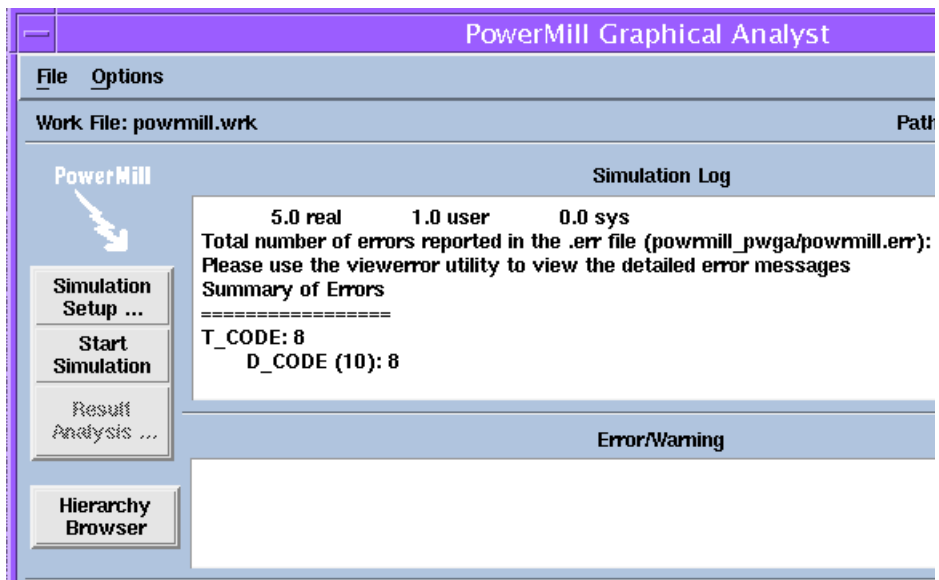 PowerMill Graphical Analyst
File Options
Work File: powrmill.wrk Path
PowerMill
Simulation Log
5.0 real 1.0 user 0.0 sys
Total number of errors reported in the .err file (powrmill_pwga/powrmill.err):
Please use the viewerror utility to view the detailed error messages
Summary of Errors
=================
T_CODE: 8
D_CODE (10): 8
Simulation
Setup ...
Start
Simulation
Result
Analysis ...
Error/Warning
Hierarchy
Browser